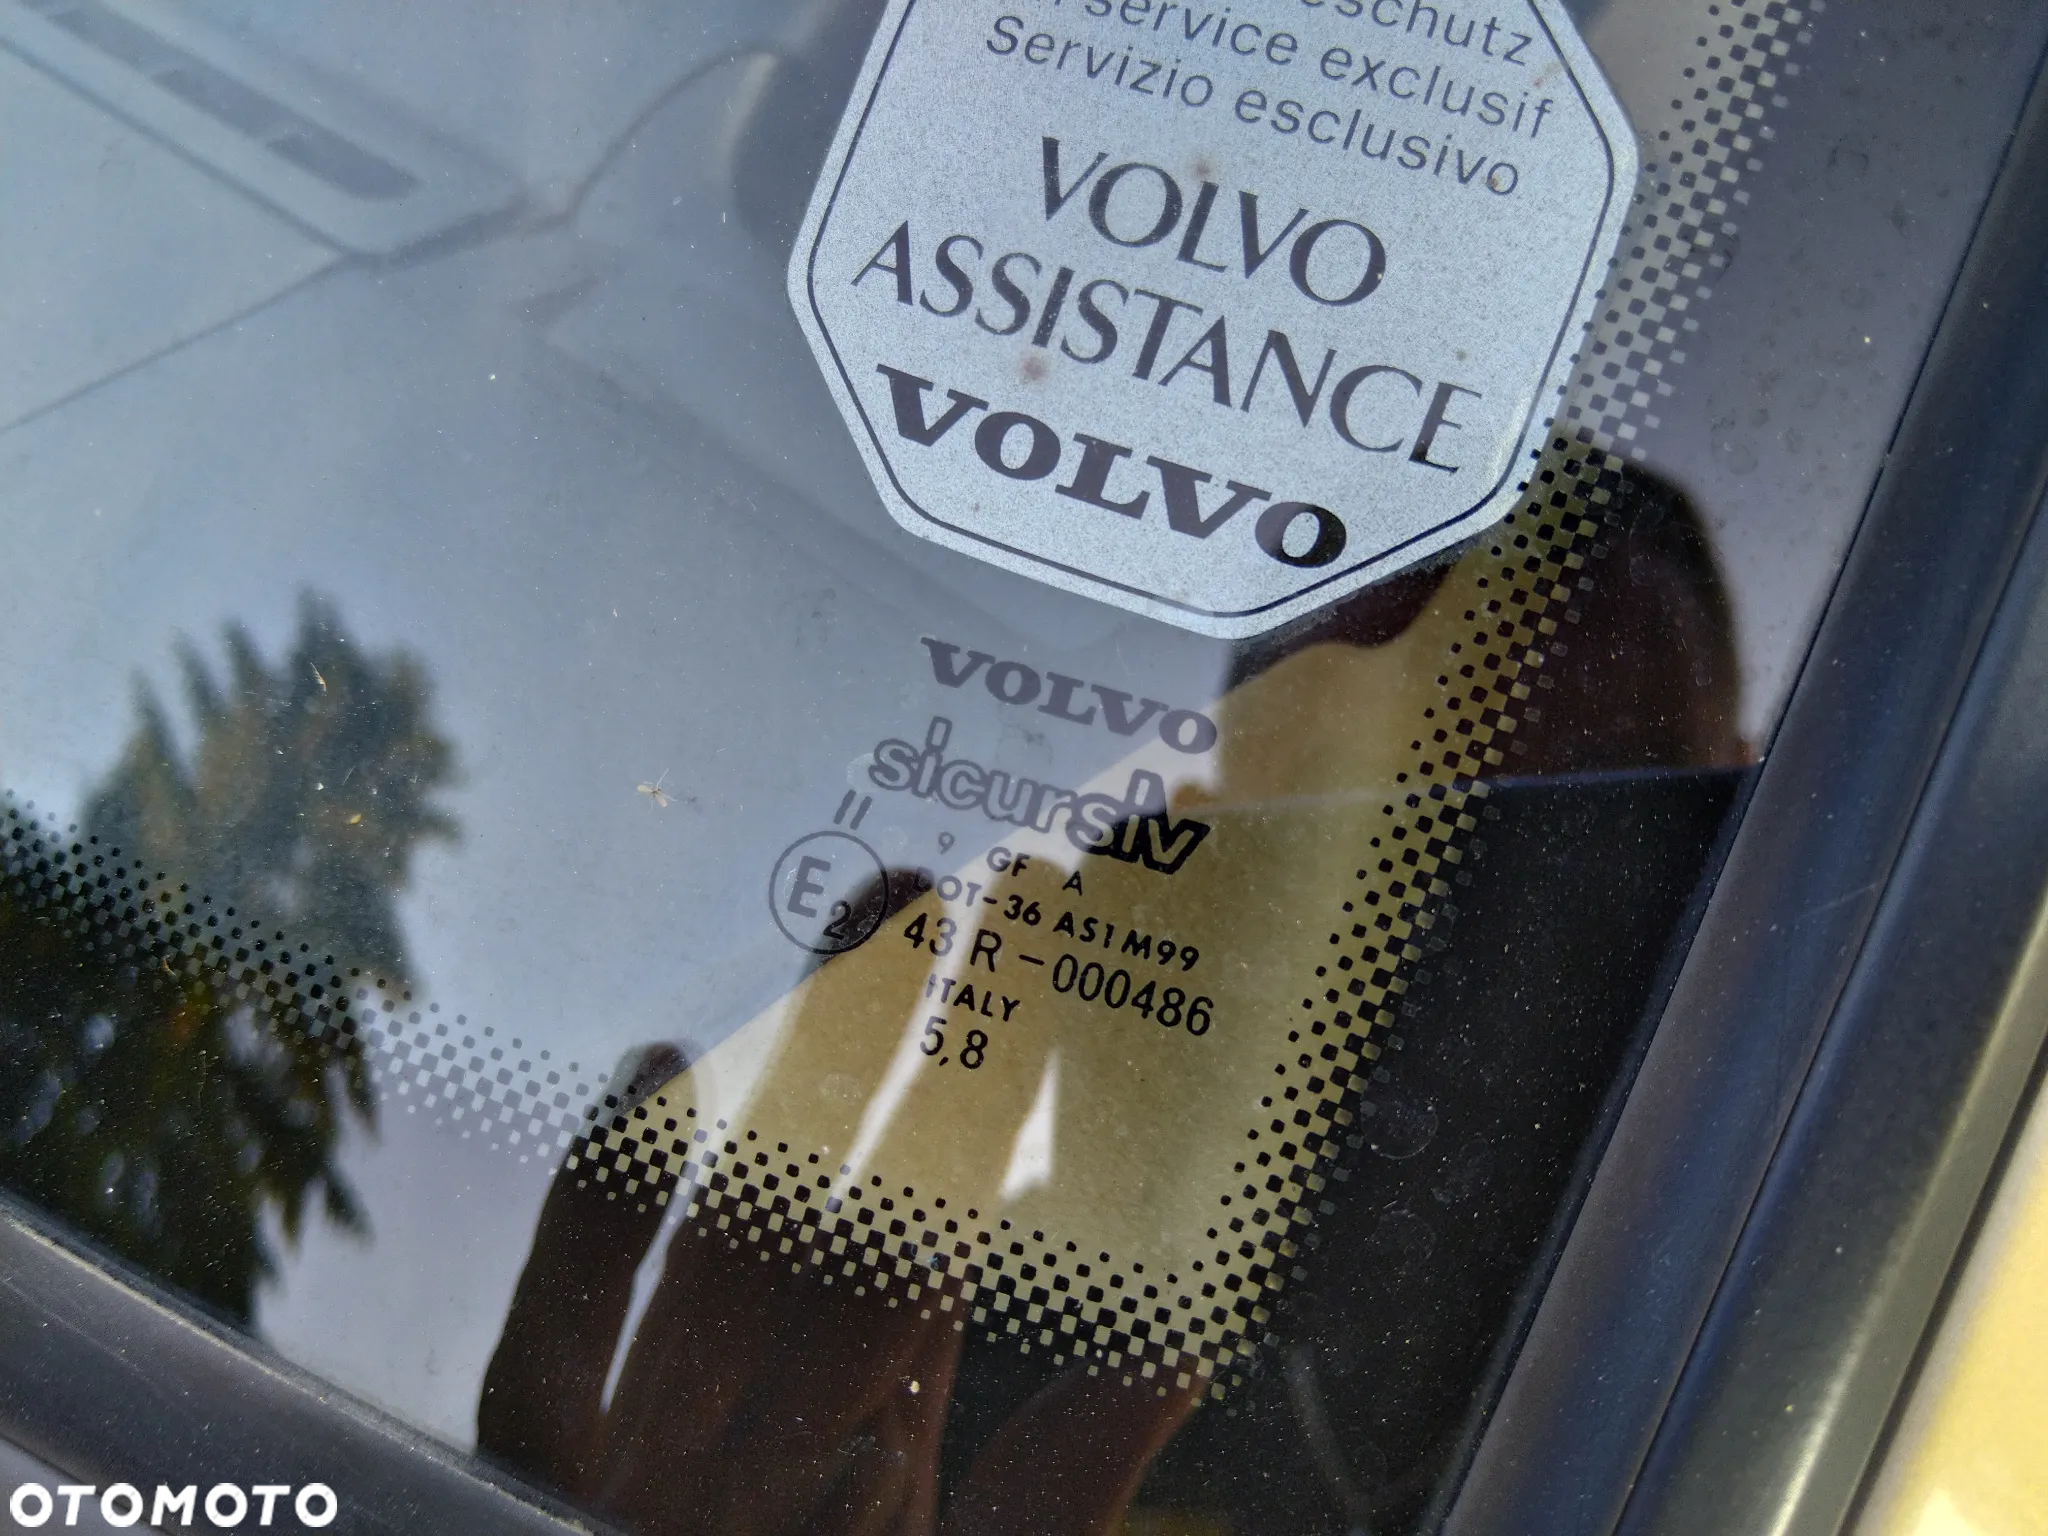 service exclusif
Servizio esclusivo
VOLVO
ASSISTANCE
VOLVO
VOLVO
sicursiv
II 9 GF A
E2 DOT-36 AS1 M99
43 R -000486
ITALY
5,8
OTOMOTO